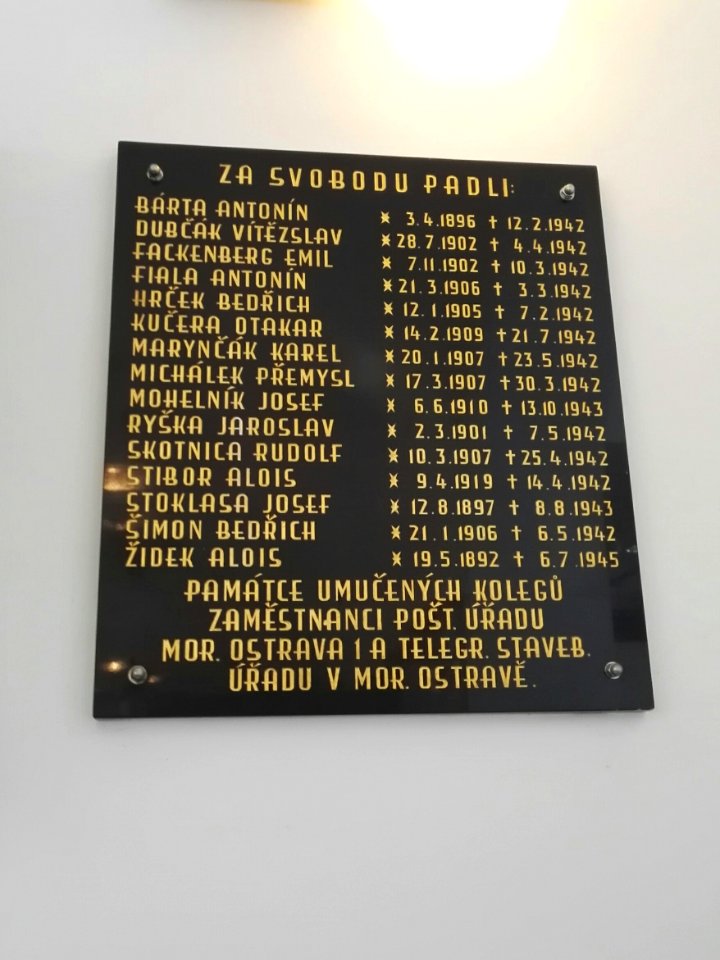 ZA SVOBODU PADLI:
BÁRTA ANTONÍN * 3.4.1896 † 12.2.1942
DUBČÁK VÍTĚZSLAV * 28.7.1902 † 4.4.1942
FACKENBERG EMIL * 7.11.1902 † 10.3.1942
FIALA ANTONÍN * 21.3.1906 † 3.3.1942
HRČEK BEDŘICH * 12.1.1905 † 7.2.1942
KUČERA OTAKAR * 14.2.1909 † 21.7.1942
MARYNČÁK KAREL * 20.1.1907 † 23.5.1942
MICHÁLEK PŘEMYSL * 17.3.1907 † 30.3.1942
MOHELNÍK JOSEF * 6.6.1910 † 13.10.1943
RYŠKA JAROSLAV * 2.3.1901 † 7.5.1942
SKOTNICA RUDOLF * 10.3.1907 † 25.4.1942
STIBOR ALOIS * 9.4.1919 † 14.4.1942
STOKLASA JOSEF * 12.8.1897 † 8.8.1943
ŠIMON BEDŘICH * 21.1.1906 † 6.5.1942
ŽIDEK ALOIS * 19.5.1892 † 6.7.1945
PAMÁTCE UMUČENÝCH KOLEGŮ
ZAMĚSTNANCI POŠT. ÚŘADU
MOR. OSTRAVA 1 A TELEGR. STAVEB.
ÚŘADU V MOR. OSTRAVĚ.